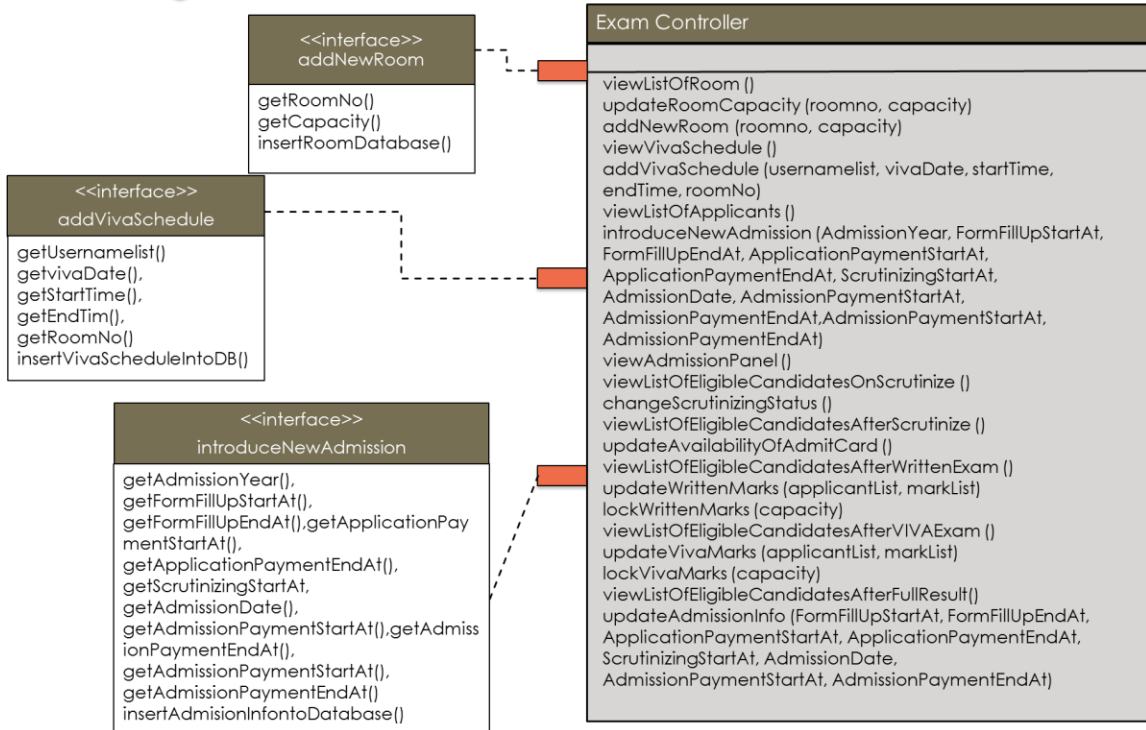 <<interface>>
addNewRoom
getRoomNo()
getCapacity()
insertRoomDatabase()
<<interface>>
addVivaSchedule
getUsernamelist()
getvivaDate(),
getStartTime(),
getEndTim(),
getRoomNo()
insertVivaScheduleIntoDB()
<<interface>>
introduceNewAdmission
getAdmissionYear(),
getFormFillUpStartAt(),
getFormFillUpEndAt(),getApplicationPay
mentStartAt(),
getApplicationPaymentEndAt(),
getScrutinizingStartAt,
getAdmissionDate(),
getAdmissionPaymentStartAt(),getAdmiss
ionPaymentEndAt(),
getAdmissionPaymentStartAt(),
getAdmissionPaymentEndAt()
insertAdmisionInfontoDatabase()
Exam Controller
viewListOfRoom ()
updateRoomCapacity (roomno, capacity)
addNewRoom (roomno, capacity)
viewVivaSchedule ()
addVivaSchedule (usernamelist, vivaDate, startTime,
endTime, roomNo)
viewListOfApplicants ()
introduceNewAdmission (AdmissionYear, FormFillUpStartAt,
FormFillUpEndAt, ApplicationPaymentStartAt,
ApplicationPaymentEndAt, ScrutinizingStartAt,
AdmissionDate, AdmissionPaymentStartAt,
AdmissionPaymentEndAt,AdmissionPaymentStartAt,
AdmissionPaymentEndAt)
viewAdmissionPanel ()
viewListOfEligibleCandidatesOnScrutinize ()
changeScrutinizingStatus ()
viewListOfEligibleCandidatesAfterScrutinize ()
updateAvailabilityOfAdmitCard ()
viewListOfEligibleCandidatesAfterWrittenExam ()
updateWrittenMarks (applicantList, markList)
lockWrittenMarks (capacity)
viewListOfEligibleCandidatesAfterVIVAExam ()
updateVivaMarks (applicantList, markList)
lockVivaMarks (capacity)
viewListOfEligibleCandidatesAfterFullResult()
updateAdmissionInfo (FormFillUpStartAt, FormFillUpEndAt,
ApplicationPaymentStartAt, ApplicationPaymentEndAt,
ScrutinizingStartAt, AdmissionDate,
AdmissionPaymentStartAt, AdmissionPaymentEndAt)